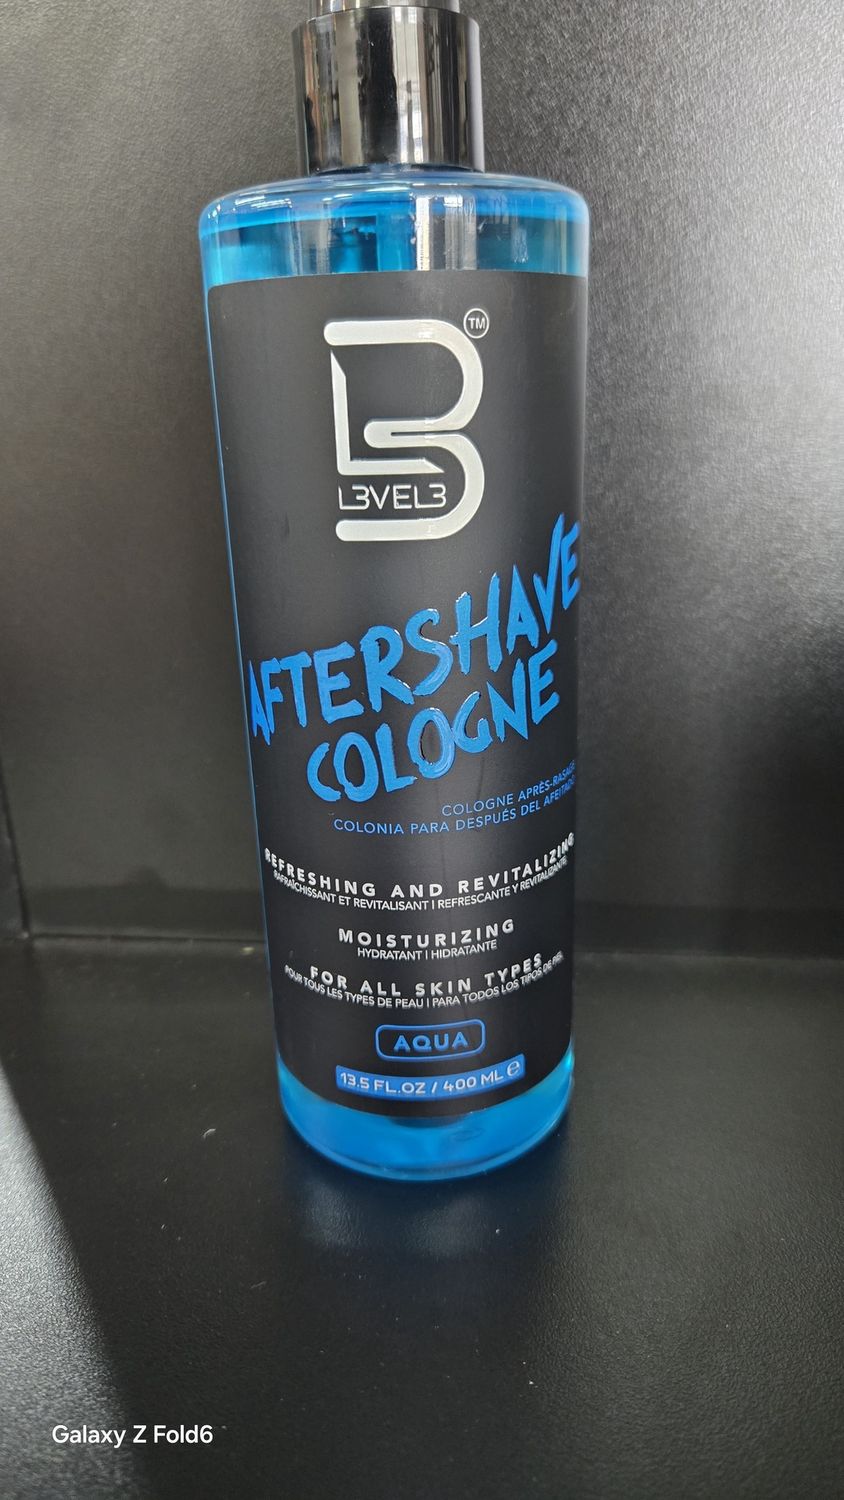 TM
L3VEL3
AFTERSHAVE
COLOGNE
COLOGNE APRÈS-RASAGE
COLONIA PARA DESPUÉS DEL AFEITADO
REFRESHING AND REVITALIZING
RAFRAÎCHISSANT ET REVITALISANT | REFRESCANTE Y REVITALIZANTE
MOISTURIZING
HYDRATANT | HIDRATANTE
FOR ALL SKIN TYPES
POUR TOUS LES TYPES DE PEAU | PARA TODOS LOS TIPOS DE PIEL
AQUA
13.5 FL.OZ / 400 ML ℮
Galaxy Z Fold6